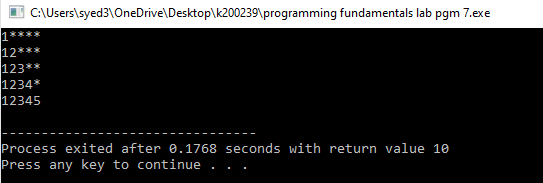 C:\Users\syed3\OneDrive\Desktop\k200239\programming fundamentals lab pgm 7.exe
1****
12***
123**
1234*
12345
--------------------------------
Process exited after 0.1768 seconds with return value 10
Press any key to continue . . .